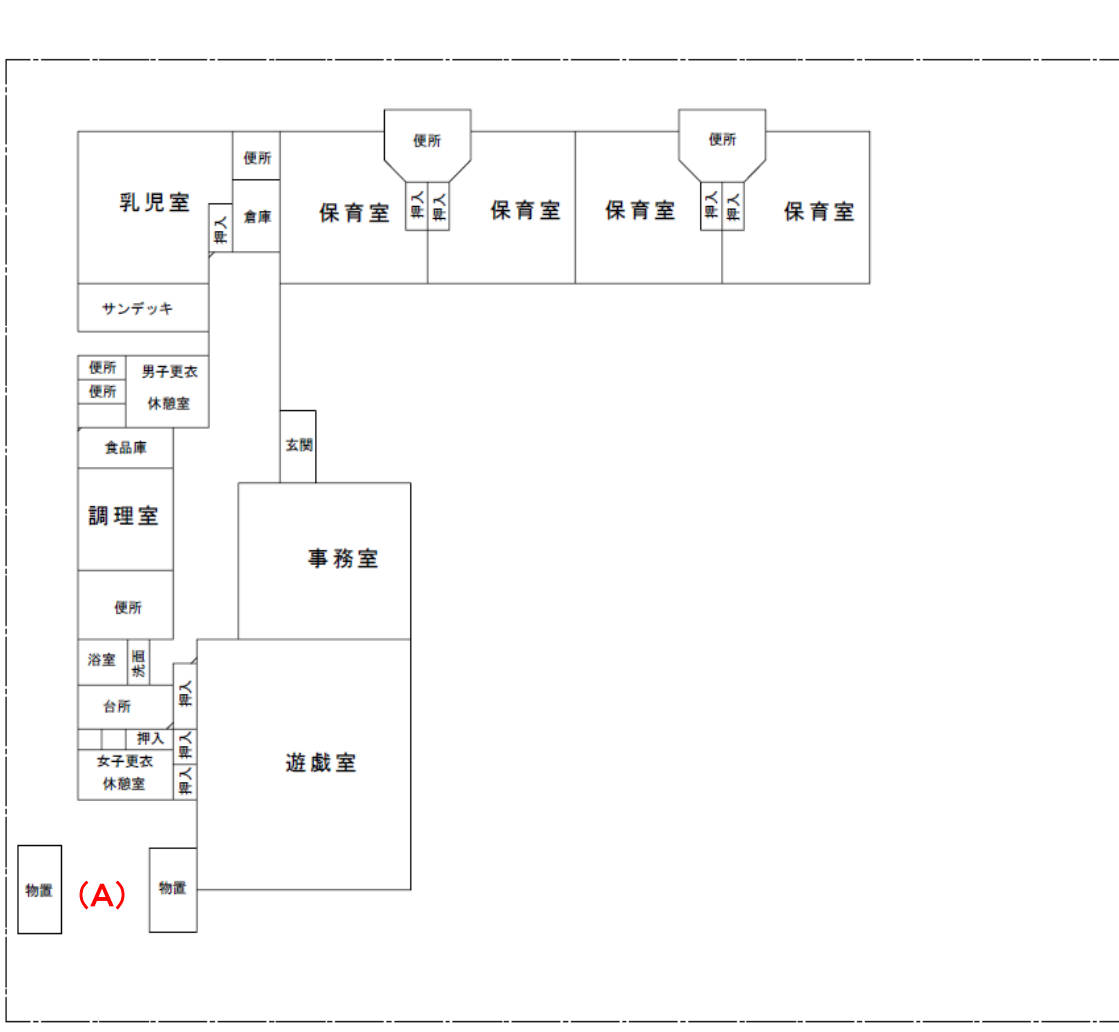 便所
便所
便所
乳児室
押入
倉庫
保育室
押入
押入
保育室
保育室
押入
押入
保育室
サンデッキ
便所
便所
男子更衣
休憩室
食品庫
玄関
調理室
事務室
便所
浴室
洗面
台所
押入
押入
押入
女子更衣
休憩室
押入
遊戯室
物置
(A)
物置